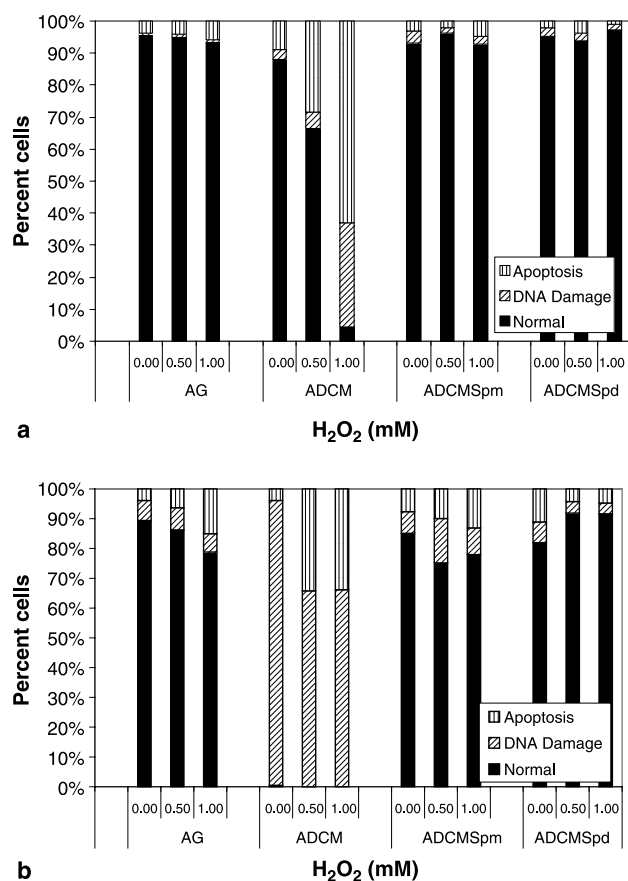 100%
90%
80%
70%
60%
50%
40%
30%
20%
10%
0%
Percent cells
Apoptosis
DNA Damage
Normal
0.00 0.50 1.00 0.00 0.50 1.00 0.00 0.50 1.00 0.00 0.50 1.00
AG ADCM ADCMSpm ADCMSpd
a H₂O₂ (mM)
100%
90%
80%
70%
60%
50%
40%
30%
20%
10%
0%
Percent cells
Apoptosis
DNA Damage
Normal
0.00 0.50 1.00 0.00 0.50 1.00 0.00 0.50 1.00 0.00 0.50 1.00
AG ADCM ADCMSpm ADCMSpd
b H₂O₂ (mM)